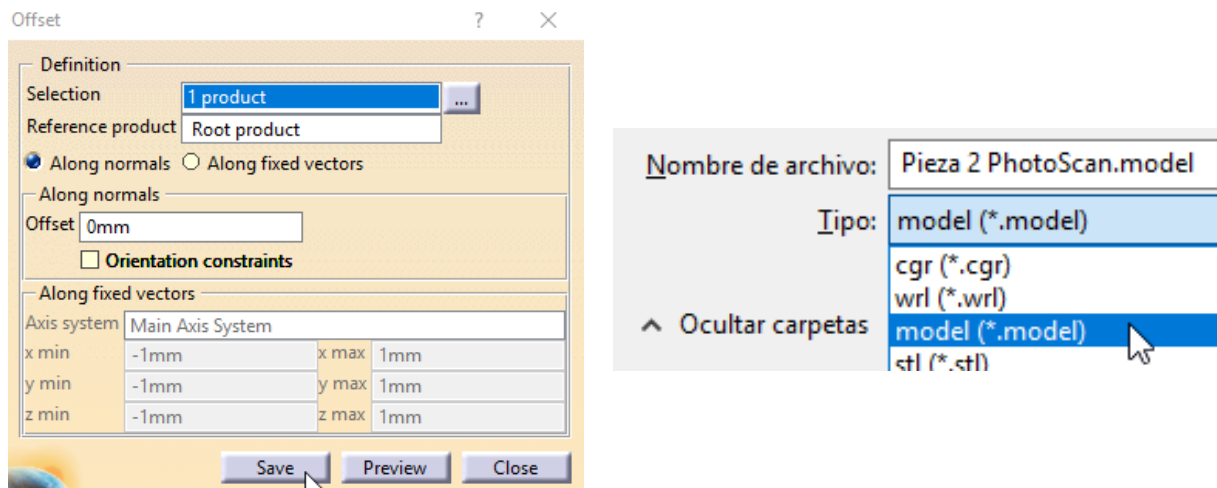 Offset ?
Definition
Selection 1 product ...
Reference product Root product
Along normals Along fixed vectors
Along normals
Offset 0mm
Orientation constraints
Along fixed vectors
Axis system Main Axis System
x min -1mm x max 1mm
y min -1mm y max 1mm
z min -1mm z max 1mm
Save Preview Close
Nombre de archivo: Pieza 2 PhotoScan.model
Tipo: model (*.model)
cgr (*.cgr)
wrl (*.wrl)
Ocultar carpetas model (*.model)
stl (*.stl)